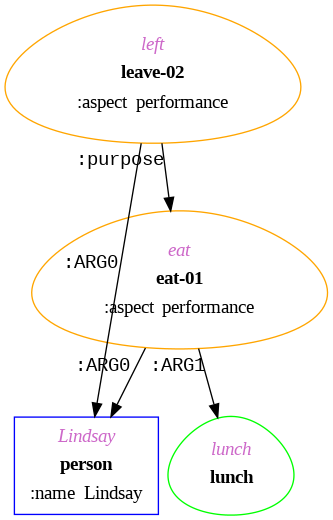 left
leave-02
:aspect performance
:purpose
eat
:ARG0
eat-01
:aspect performance
:ARG0 :ARG1
Lindsay
person
:name Lindsay
lunch
lunch